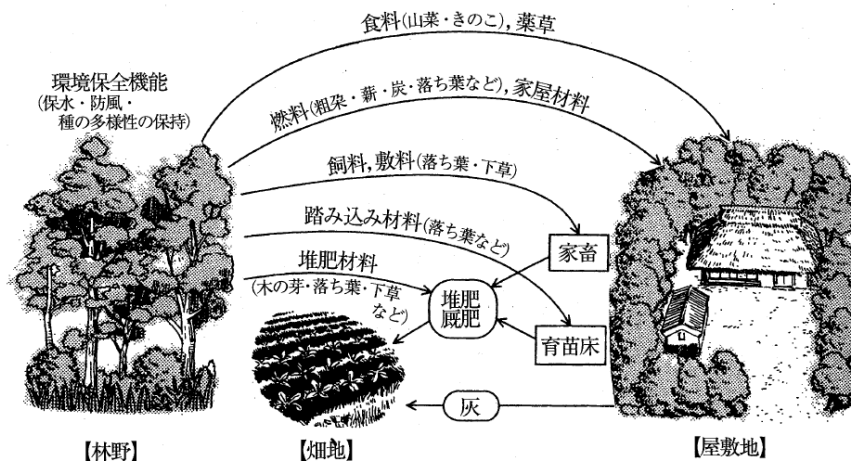 食料(山菜・きのこ),薬草
環境保全機能
(保水・防風・
種の多様性の保持)
燃料(粗朶・薪・炭・落ち葉など),家屋材料
飼料,敷料(落ち葉・下草)
踏み込み材料(落ち葉など)
家畜
堆肥材料
(木の芽・落ち葉・下草
など)
堆肥
厩肥
育苗床
灰
【林野】
【畑地】
【屋敷地】